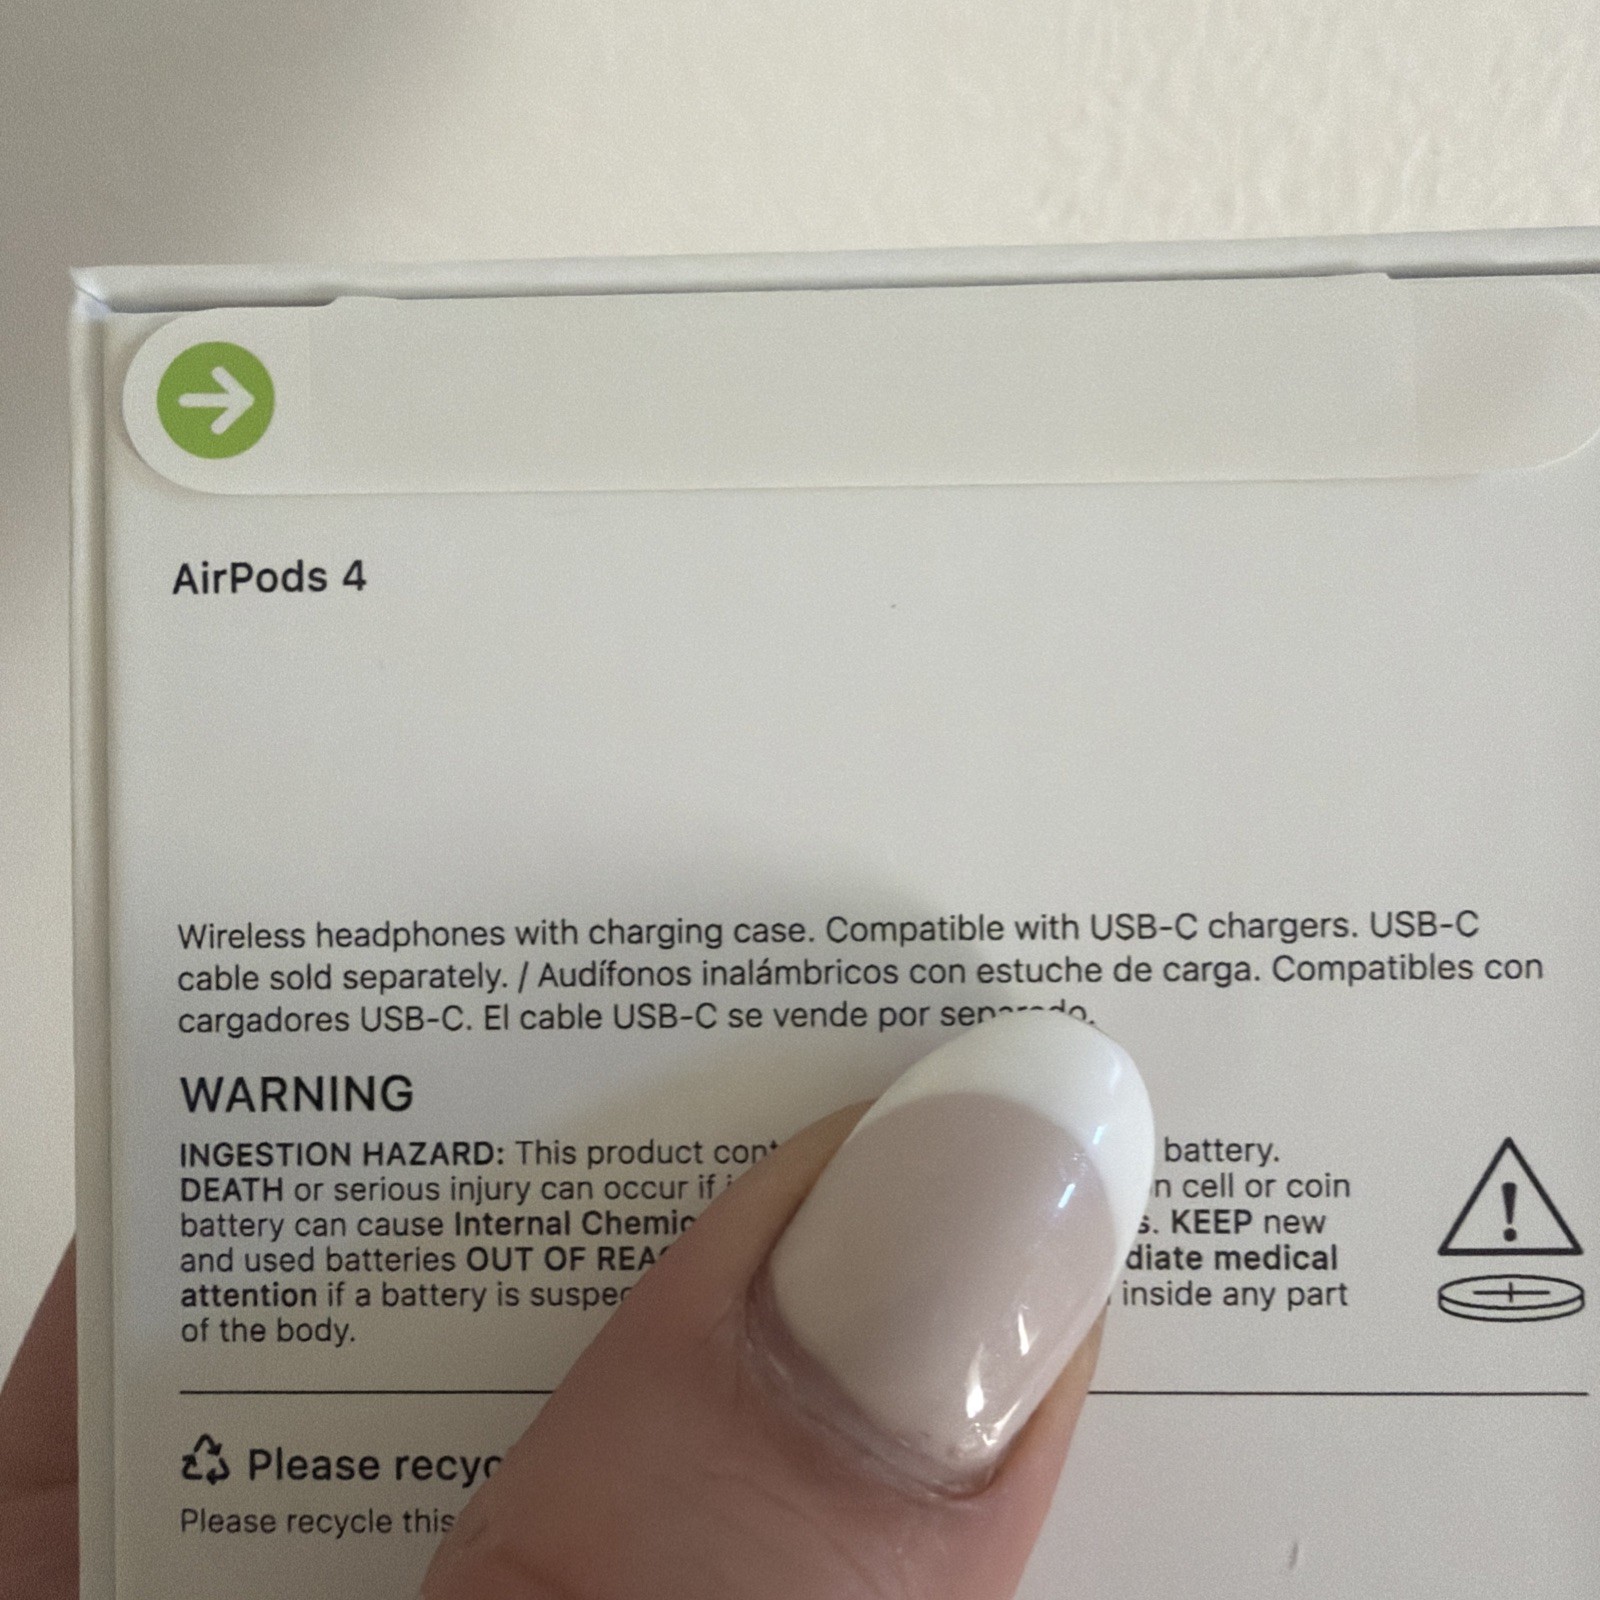 AirPods 4
Wireless headphones with charging case. Compatible with USB-C chargers. USB-C
cable sold separately. / Audífonos inalámbricos con estuche de carga. Compatibles con
cargadores USB-C. El cable USB-C se vende por separado.
WARNING
INGESTION HAZARD: This product battery.
DEATH or serious injury can occur if cell or coin
battery can cause Internal KEEP new
and used batteries OUT OF medical
attention if a battery is inside any part
of the body.
Please
Please recycle this